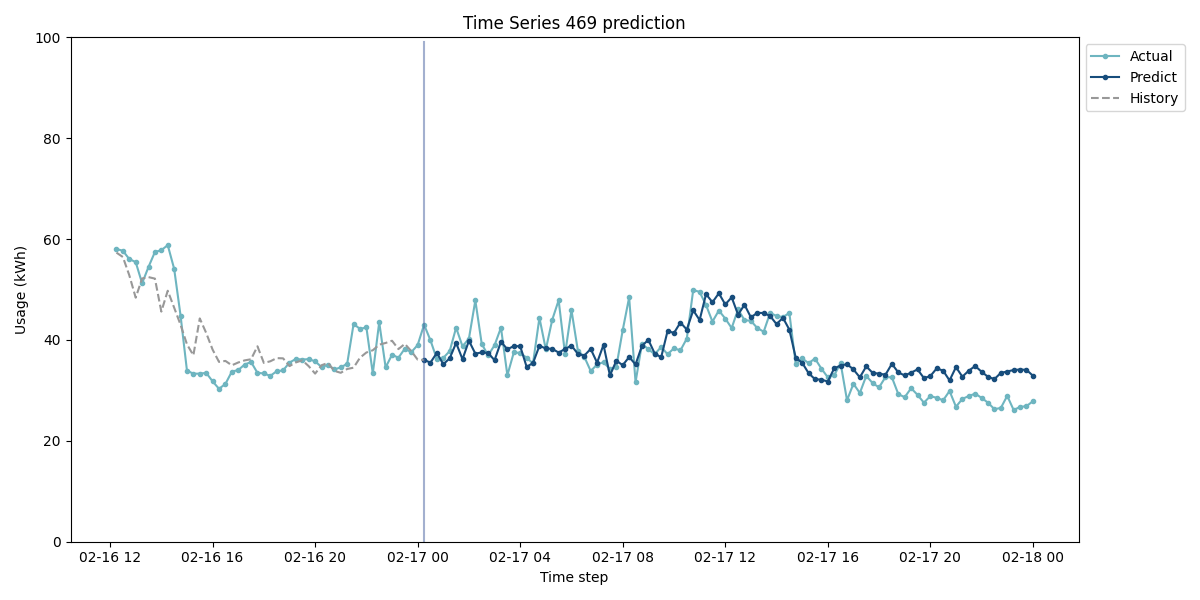 Time Series 469 prediction
100
80
60
40
20
0
Usage (kWh)
02-16 12 02-16 16 02-16 20 02-17 00 02-17 04 02-17 08 02-17 12 02-17 16 02-17 20 02-18 00
Time step
Actual
Predict
History